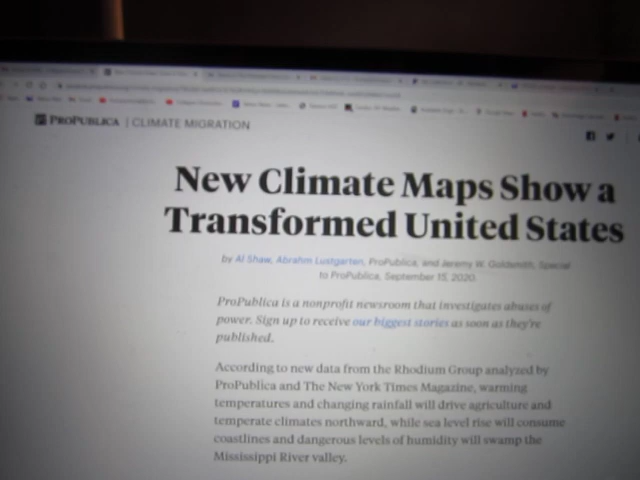 PROPUBLICA | CLIMATE MIGRATION
New Climate Maps Show a
Transformed United States
by Al Shaw, Abrahm Lustgarten, ProPublica, and Jeremy W. Goldsmith, Special
to ProPublica, September 15, 2020
ProPublica is a nonprofit newsroom that investigates abuses of
power. Sign up to receive our biggest stories as soon as they're
published.
According to new data from the Rhodium Group analyzed by
ProPublica and The New York Times Magazine, warming
temperatures and changing rainfall will drive agriculture and
temperate climates northward, while sea level rise will consume
coastlines and dangerous levels of humidity will swamp the
Mississippi River valley.